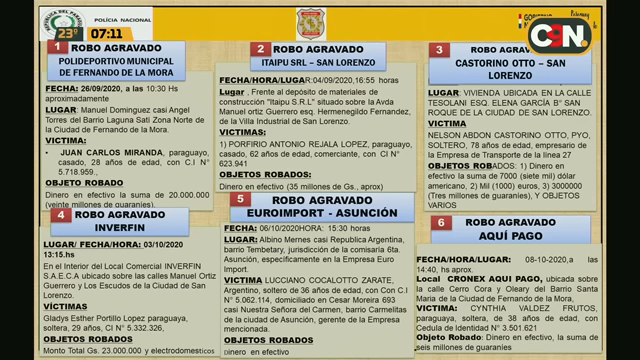 23°
07:11
POLICÍA NACIONAL
C9N.
1 ROBO AGRAVADO
POLIDEPORTIVO MUNICIPAL
DE FERNANDO DE LA MORA
FECHA: 26/09/2020, a las 10:30 Hs
aproximadamente
LUGAR: Manuel Dominguez casi Angel
Torres del Barrio Laguna Sati Zona Norte de
la Ciudad de Fernando de la Mora.
VICTIMA:
• JUAN CARLOS MIRANDA, paraguayo,
casado, 28 años de edad, con C.I N°
5.718.959.,
OBJETO ROBADO
Dinero en efectivo la suma de 20.000.000
(veinte millones de guaranies)
2 ROBO AGRAVADO
ITAIPU SRL – SAN LORENZO
FECHA/HORA/LUGAR:04/09/2020,16:55 horas
Lugar , Frente al depósito de materiales de
construcción "Itaipu S.R.L" situado sobre la Avda
Manuel ortiz Guerrero esq. Hermenegildo Fernandez,
de la Villa Industrial de San Lorenzo.
VICTIMAS:
1) PORFIRIO ANTONIO REJALA LOPEZ, paraguayo,
casado, 62 años de edad, comerciante, con CI N°
623.941
OBJETOS ROBADOS:
Dinero en efectivo (35 millones de Gs., aprox)
3 ROBO AGRAVADO
CASTORINO OTTO – SAN
LORENZO
LUGAR: VIVIENDA UBICADA EN LA CALLE
TESOLANI ESQ. ELENA GARCÍA B° SAN
ROQUE DE LA CIUDAD DE SAN LORENZO.
VICTIMA
NELSON ABDON CASTORINO OTTO, PYO,
SOLTERO, 78 años de edad, empresario de
la Empresa de Transporte de la linea 27
OBJETOS ROBADOS: 1) Dinero en
efectivo la suma de 7000 (siete mil) dólar
americano, 2) Mil (1000) euros, 3) 3000000
(Tres millones de guaraníes), Y OBJETOS
VARIOS
4 ROBO AGRAVADO
INVERFIN
LUGAR/ FECHA/HORA: 03/10/2020
13:15.hs
En el Interior del Local Comercial INVERFIN
S.A.E.C.A ubicado sobre las calles Manuel Ortiz
Guerrero y Los Escudos de la Ciudad de San
Lorenzo.
VÍCTIMAS
Gladys Esther Portillo Lopez paraguaya,
soltera, 29 años, CI N° 5.332.326,
OBJETOS ROBADOS
Monto Total Gs. 23.000.000 y electrodomesticos
5 ROBO AGRAVADO
EUROIMPORT - ASUNCIÓN
FECHA: 06/10/2020HORA: 15:30 horas
LUGAR: Albino Mernes casi Republica Argentina,
barrio Tembetary, jurisdicción de la comisaria 6ta.
Asunción, específicamente en la Empresa Euro
Import.
VICTIMA LUCIANO COCALOTTO ZARATE,
Argentino, soltero de 36 años de edad, con Con C.I
N° 5.062.114, domiciliado en Cesar Moreira 693
casi Nuestra Señora del Carmen, barrio Carmelitas
de la ciudad de Asunción, gerente de la Empresa
mencionada.
OBJETOS ROBADOS
Dinero en efectivo
6 ROBO AGRAVADO
AQUÍ PAGO
FECHA/HORA/LUGAR: 08-10-2020,a las
14:40, hs aprox.
Local CRONEX AQUI PAGO, ubicada sobre
la calle Cerro Cora y Oleary del Barrio Santa
Maria de la Ciudad de Fernando de la Mora,
VICTIMA: CYNTHIA VALDEZ FRUTOS,
paraguaya, soltera, de 38 años de edad, con
Cedula de Identidad N° 3.501.621
Objeto Robado: Dinero en efectivo, la suma de
seis millones de guaranies